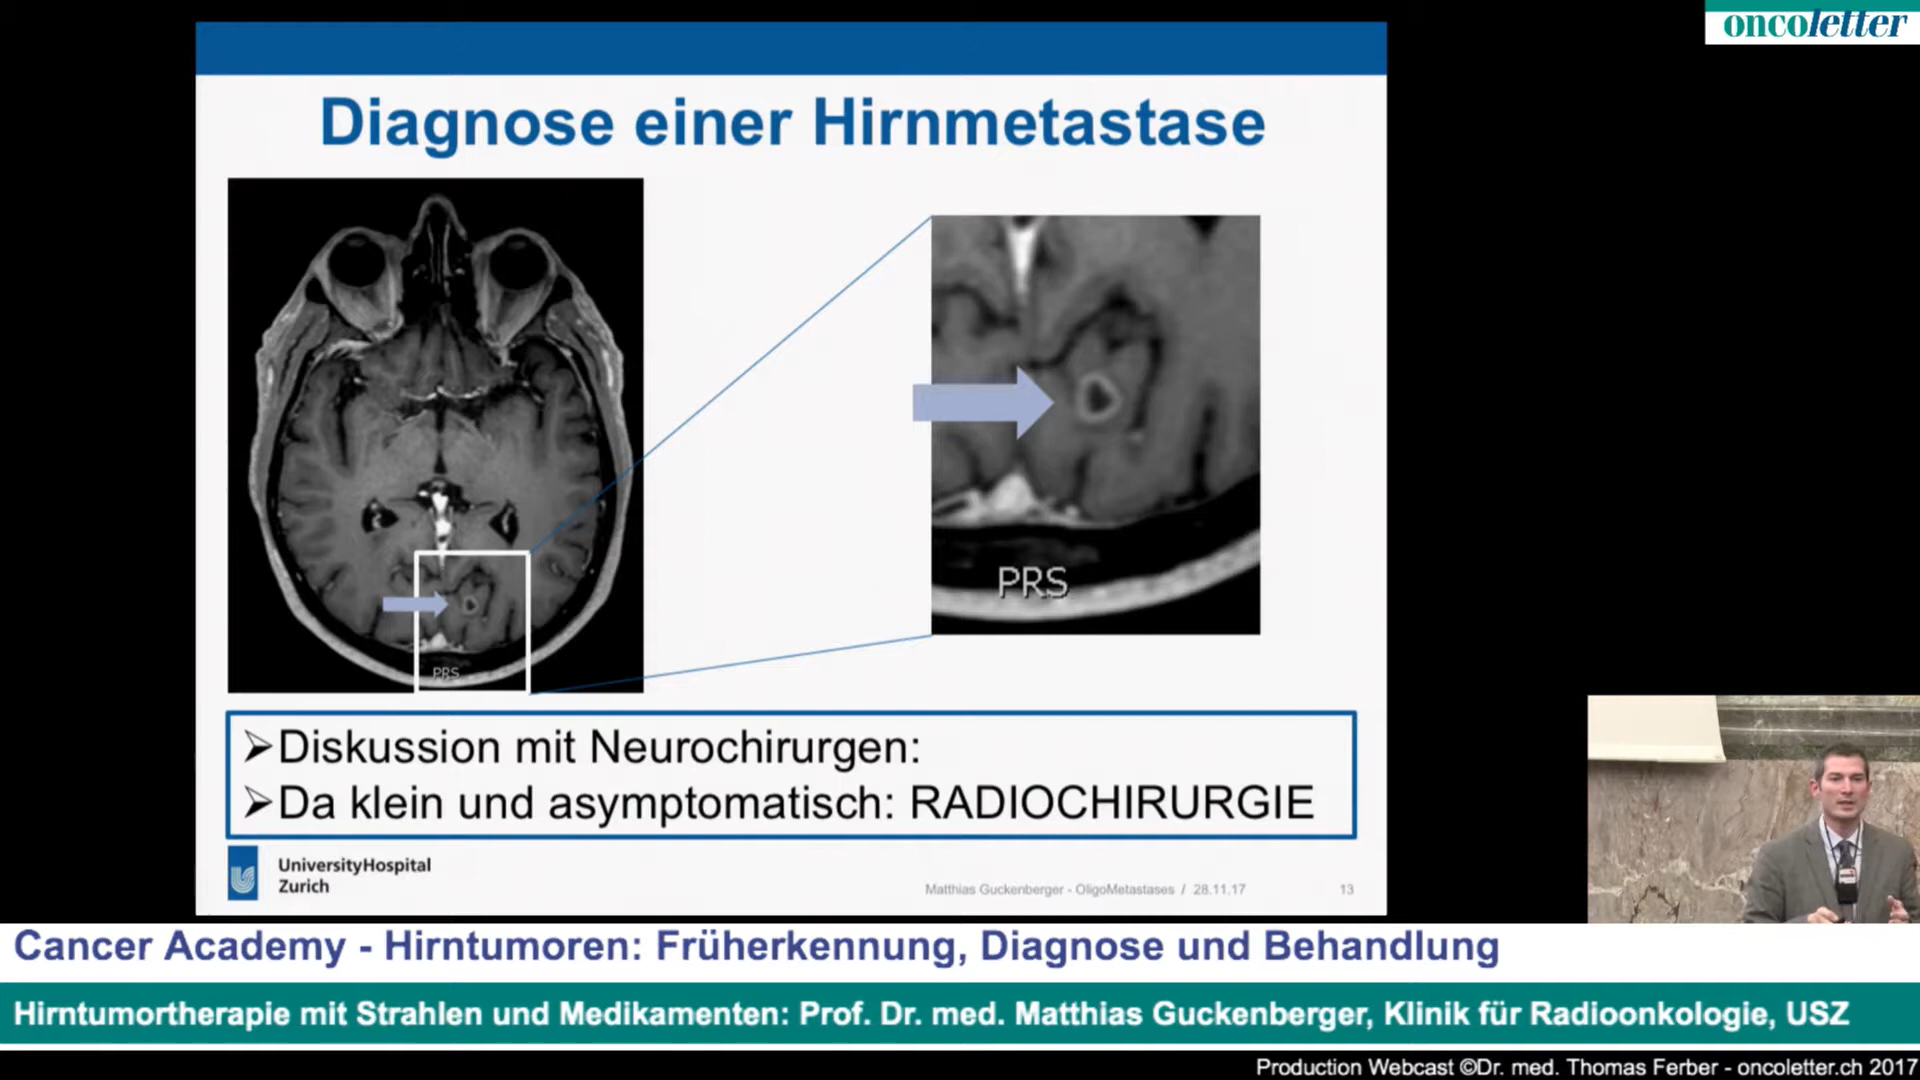 oncoletter
Diagnose einer Hirnmetastase
PRS
PRS
➢Diskussion mit Neurochirurgen:
➢Da klein und asymptomatisch: RADIOCHIRURGIE
UniversityHospital
Zurich
Matthias Guckenberger - OligoMetastases / 28.11.17
13
Cancer Academy - Hirntumoren: Früherkennung, Diagnose und Behandlung
Hirntumortherapie mit Strahlen und Medikamenten: Prof. Dr. med. Matthias Guckenberger, Klinik für Radioonkologie, USZ
Production Webcast ©Dr. med. Thomas Ferber - oncoletter.ch 2017